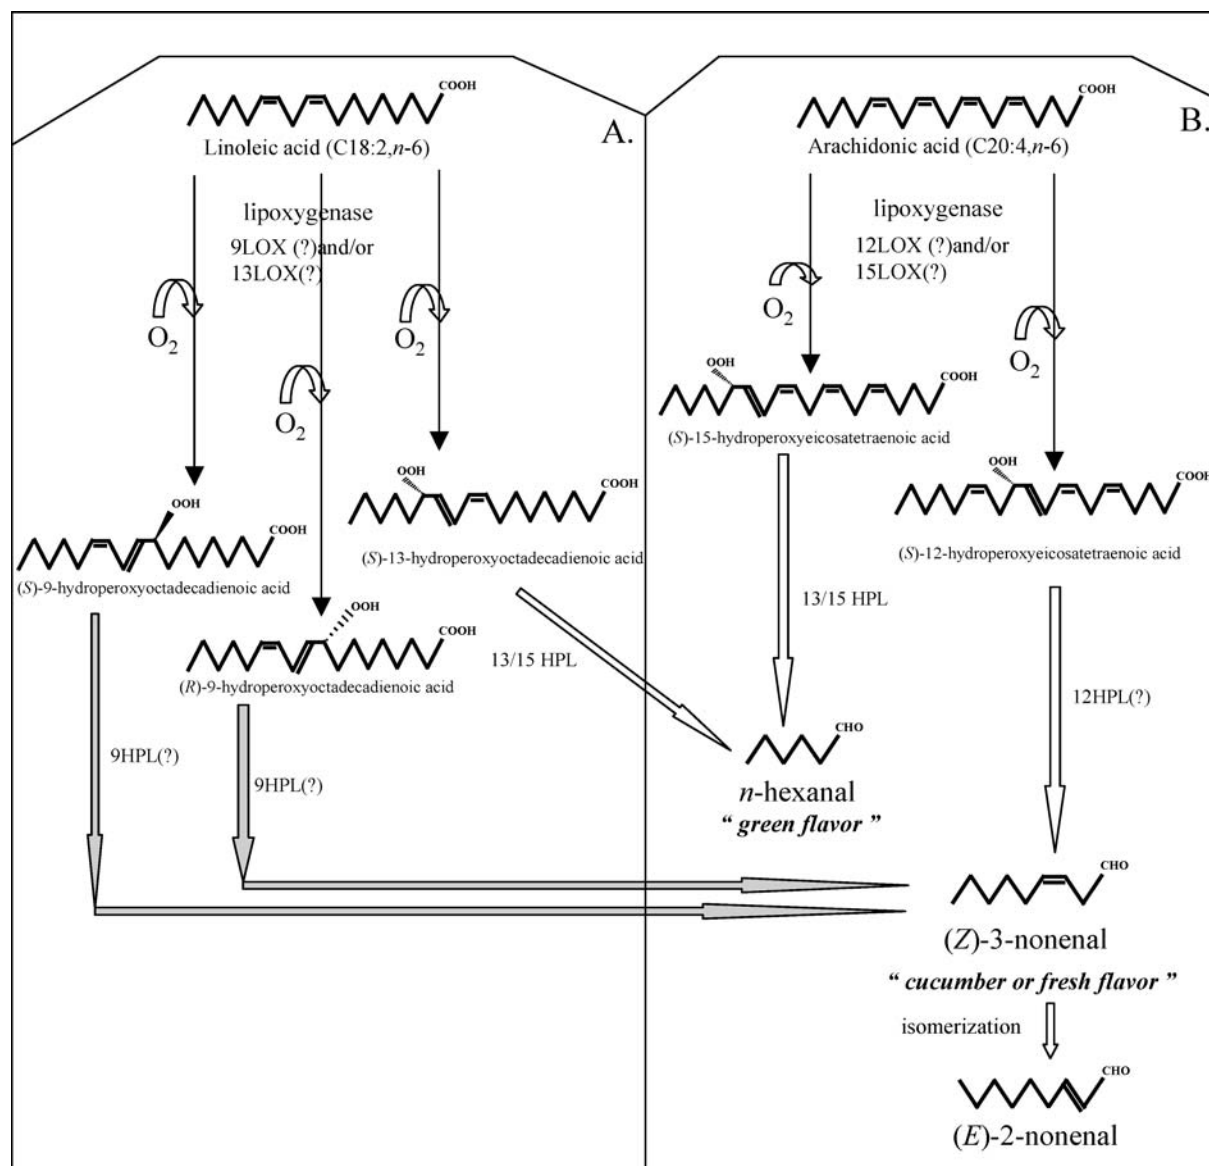 COOH
A.
Linoleic acid (C18:2,n-6)
lipoxygenase
9LOX (?)and/or
13LOX(?)
O2
O2
O2
OOH
COOH
(S)-9-hydroperoxyoctadecadienoic acid
OOH
COOH
(S)-13-hydroperoxyoctadecadienoic acid
OOH
COOH
(R)-9-hydroperoxyoctadecadienoic acid
13/15 HPL
9HPL(?)
9HPL(?)
COOH
B.
Arachidonic acid (C20:4,n-6)
lipoxygenase
12LOX (?)and/or
15LOX(?)
O2
O2
OOH
COOH
(S)-15-hydroperoxyeicosatetraenoic acid
OOH
COOH
(S)-12-hydroperoxyeicosatetraenoic acid
13/15 HPL
12HPL(?)
CHO
n-hexanal
“ green flavor ”
CHO
(Z)-3-nonenal
“ cucumber or fresh flavor ”
isomerization
CHO
(E)-2-nonenal